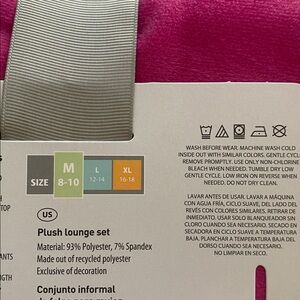 SIZE
M
8-10
L
12-14
XL
16-18
US
Plush lounge set
Material: 93% Polyester, 7% Spandex
Made out of recycled polyester
Exclusive of decoration
Conjunto informal
WASH BEFORE WEAR. MACHINE WASH COLD
INSIDE OUT WITH SIMILAR COLORS, GENTLE CYCLE,
REMOVE PROMPTLY. USE ONLY NON-CHLORINE
BLEACH WHEN NEEDED. TUMBLE DRY LOW
GENTLE CYCLE. LOW IRON ON REVERSE WHEN
NEEDED. DO NOT DRY CLEAN.
LAVAR ANTES DE USAR. LAVAR A MÁQUINA
CON AGUA FRÍA, CICLO SUAVE, DEL LADO DEL
REVÉS CON COLORES SIMILARES. RETIRAR DE
INMEDIATO. USAR SOLO BLANQUEADOR SIN
CLORO CUANDO SEA NECESARIO. SECADO EN
SECADORA EN CICLO SUAVE A TEMPERATURA
BAJA. PLANCHAR A TEMPERATURA BAJA DEL
REVÉS CUANDO SEA NECESARIO.
NO LIMPIAR EN SECO.
TOP
ANTS
NGTH